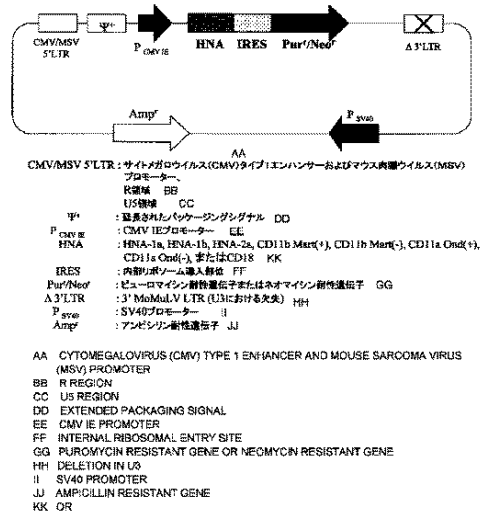 CMV/MSV
5'LTR
Ψ+
P CMV IE
HNA
IRES
Pur^r/Neo^r
Δ 3'LTR
Amp^r
P SV40
AA
CMV/MSV 5'LTR : サイトメガロウイルス(CMV)タイプ1エンハンサーおよびマウス肉腫ウイルス(MSV)
プロモーター、
R領域 BB
U5領域 CC
Ψ+ : 延長されたパッケージングシグナル DD
P CMV IE : CMV IEプロモーター EE
HNA : HNA-1a, HNA-1b, HNA-2a, CD11b Mart(+), CD11b Mart(-), CD11a Ond(+),
CD11a Ond(-), またはCD18 KK
IRES : 内部リボソーム導入部位 FF
Pur^r/Neo^r : ピューロマイシン耐性遺伝子またはネオマイシン耐性遺伝子 GG
Δ 3'LTR : 3' MoMuLV LTR (U3における欠失) HH
P SV40 : SV40プロモーター II
Amp^r : アンピシリン耐性遺伝子 JJ
AA CYTOMEGALOVIRUS (CMV) TYPE 1 ENHANCER AND MOUSE SARCOMA VIRUS
(MSV) PROMOTER
BB R REGION
CC U5 REGION
DD EXTENDED PACKAGING SIGNAL
EE CMV IE PROMOTER
FF INTERNAL RIBOSOMAL ENTRY SITE
GG PUROMYCIN RESISTANT GENE OR NEOMYCIN RESISTANT GENE
HH DELETION IN U3
II SV40 PROMOTER
JJ AMPICILLIN RESISTANT GENE
KK OR